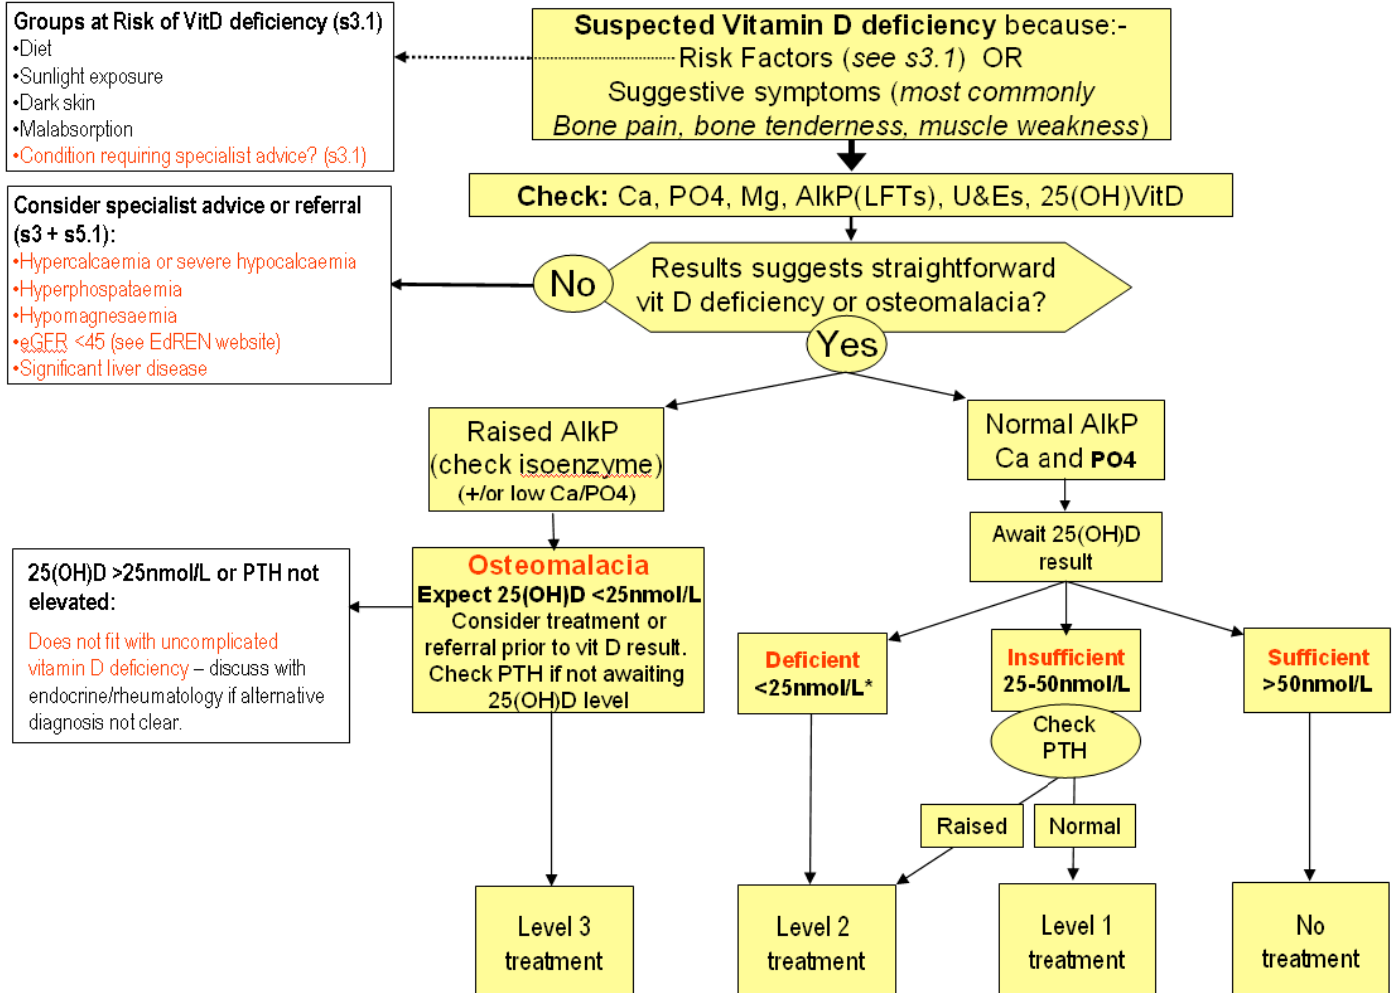 Groups at Risk of VitD deficiency (s3.1)
•Diet
•Sunlight exposure
•Dark skin
•Malabsorption
•Condition requiring specialist advice? (s3.1)
Suspected Vitamin D deficiency because:-
Risk Factors (see s3.1) OR
Suggestive symptoms (most commonly
Bone pain, bone tenderness, muscle weakness)
Check: Ca, PO4, Mg, AlkP(LFTs), U&Es, 25(OH)VitD
Consider specialist advice or referral
(s3 + s5.1):
•Hypercalcaemia or severe hypocalcaemia
•Hyperphospataemia
•Hypomagnesaemia
•eGFR <45 (see EdREN website)
•Significant liver disease
No
Results suggests straightforward
vit D deficiency or osteomalacia?
Yes
Raised AlkP
(check isoenzyme)
(+/or low Ca/PO4)
Normal AlkP
Ca and PO4
Await 25(OH)D
result
25(OH)D >25nmol/L or PTH not
elevated:
Does not fit with uncomplicated
vitamin D deficiency – discuss with
endocrine/rheumatology if alternative
diagnosis not clear.
Osteomalacia
Expect 25(OH)D <25nmol/L
Consider treatment or
referral prior to vit D result.
Check PTH if not awaiting
25(OH)D level
Deficient
<25nmol/L*
Insufficient
25-50nmol/L
Sufficient
>50nmol/L
Check
PTH
Raised
Normal
Level 3
treatment
Level 2
treatment
Level 1
treatment
No
treatment